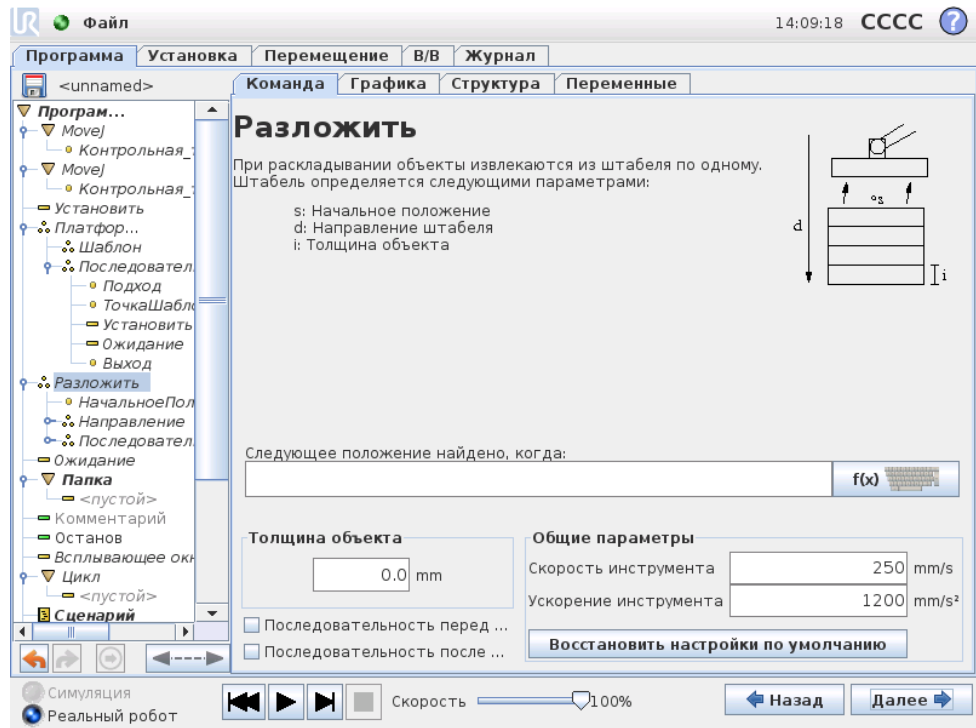 UR
Файл
14:09:18 CCCC ?
Программа Установка Перемещение В/В Журнал
<unnamed>
Команда Графика Структура Переменные
Програм...
MoveJ
Контрольная_т
MoveJ
Контрольная_т
Установить
Платфор...
Шаблон
Последовател
Подход
ТочкаШабло
Установить
Ожидание
Выход
Разложить
НачальноеПол
Направление
Последовател
Ожидание
Папка
<пустой>
Комментарий
Останов
Всплывающее окн
Цикл
<пустой>
Сценарий
Разложить
При раскладывании объекты извлекаются из штабеля по одному.
Штабель определяется следующими параметрами:
s: Начальное положение
d: Направление штабеля
i: Толщина объекта
s
d
i
Следующее положение найдено, когда:
f(x)
Толщина объекта
0.0 mm
Последовательность перед ...
Последовательность после ...
Общие параметры
Скорость инструмента 250 mm/s
Ускорение инструмента 1200 mm/s²
Восстановить настройки по умолчанию
Симуляция
Реальный робот
Скорость 100%
Назад Далее